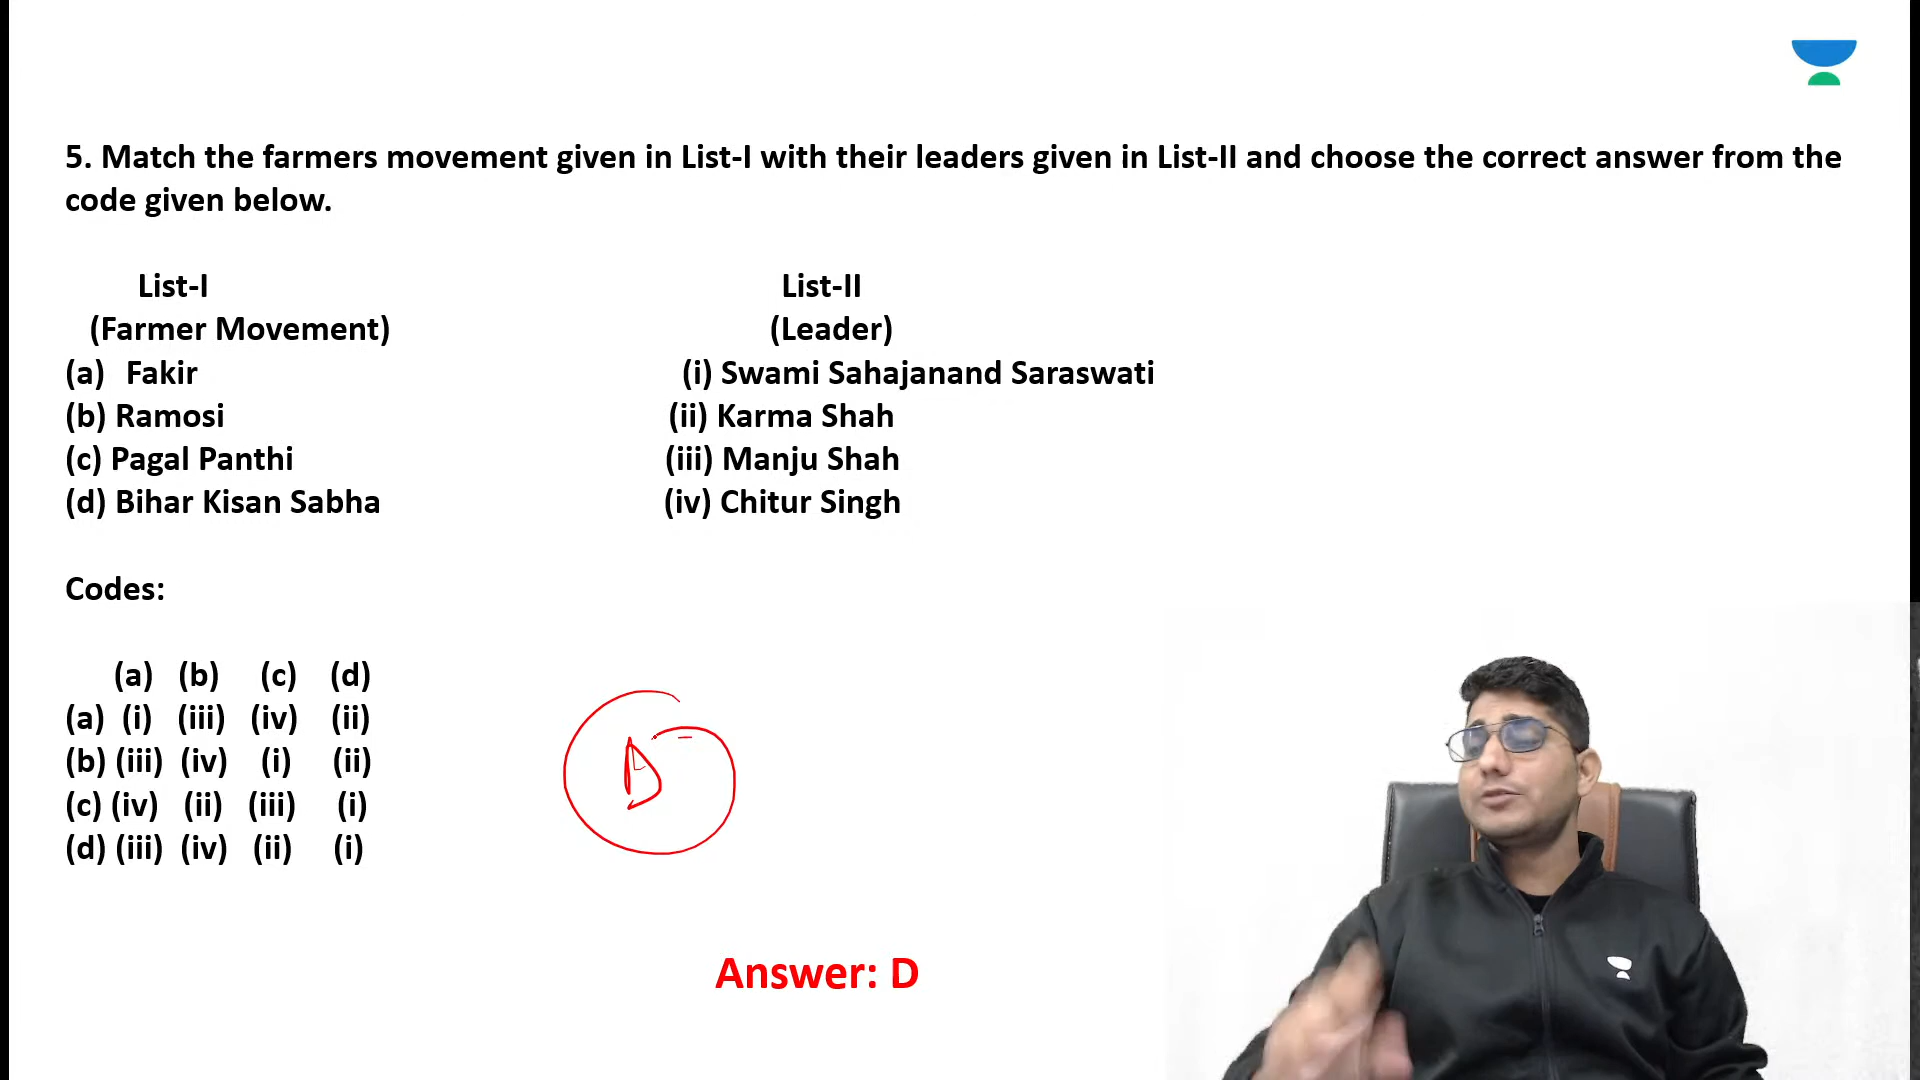 5. Match the farmers movement given in List-I with their leaders given in List-II and choose the correct answer from the
code given below.
List-I List-II
(Farmer Movement) (Leader)
(a) Fakir (i) Swami Sahajanand Saraswati
(b) Ramosi (ii) Karma Shah
(c) Pagal Panthi (iii) Manju Shah
(d) Bihar Kisan Sabha (iv) Chitur Singh
Codes:
(a) (b) (c) (d)
(a) (i) (iii) (iv) (ii)
(b) (iii) (iv) (i) (ii)
(c) (iv) (ii) (iii) (i)
(d) (iii) (iv) (ii) (i)
D
Answer: D